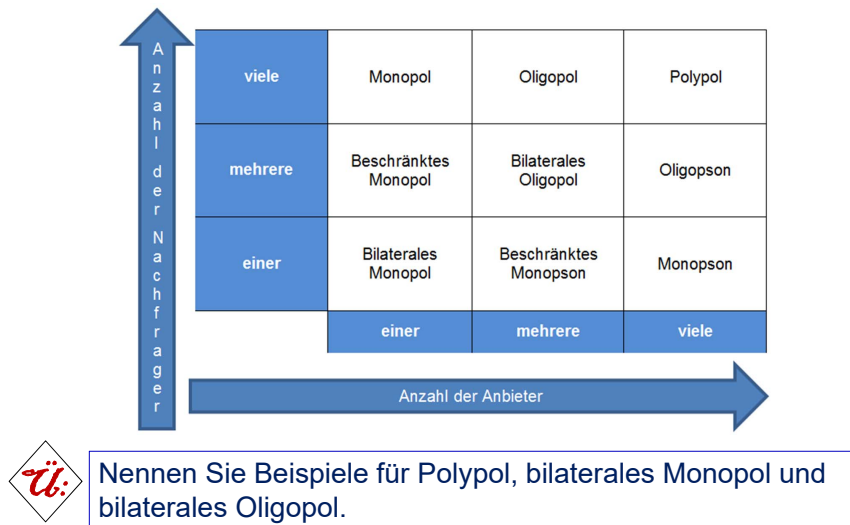 Anzahl der Nachfrager
viele
Monopol
Oligopol
Polypol
mehrere
Beschränktes
Monopol
Bilaterales
Oligopol
Oligopson
einer
Bilaterales
Monopol
Beschränktes
Monopson
Monopson
einer
mehrere
viele
Anzahl der Anbieter
Ü:
Nennen Sie Beispiele für Polypol, bilaterales Monopol und
bilaterales Oligopol.